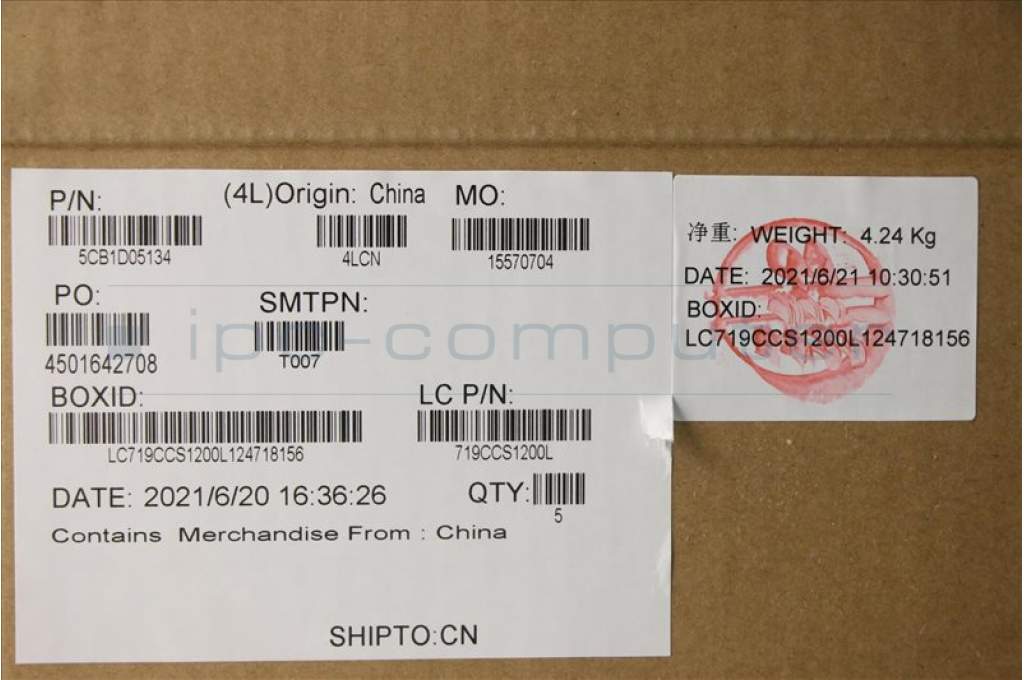 P/N:
5CB1D05134
(4L)Origin: China
4LCN
MO:
15570704
PO:
4501642708
SMTPN:
T007
BOXID:
LC719CCS1200L124718156
LC P/N:
719CCS1200L
DATE: 2021/6/20 16:36:26
QTY:
5
Contains Merchandise From : China
SHIPTO:CN
净重: WEIGHT: 4.24 Kg
DATE: 2021/6/21 10:30:51
BOXID:
LC719CCS1200L124718156